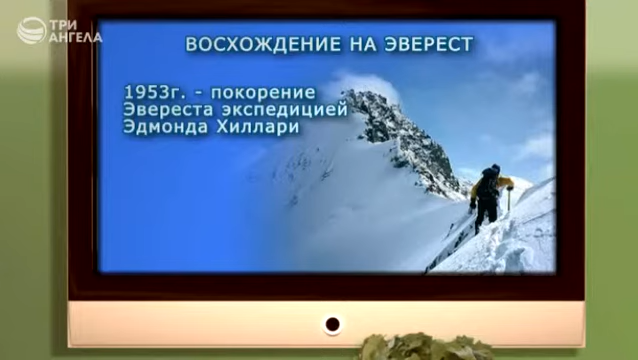 ТРИ
АНГЕЛА
ВОСХОЖДЕНИЕ НА ЭВЕРЕСТ
1953г. - покорение
Эвереста экспедицией
Эдмонда Хиллари